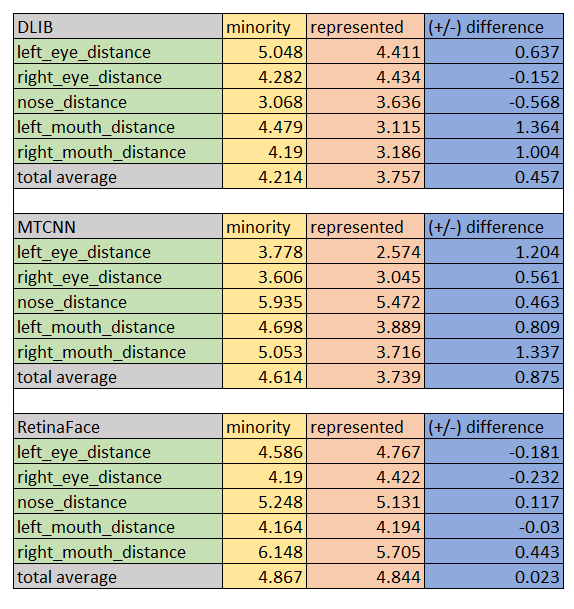 DLIB minority represented (+/-) difference
left_eye_distance 5.048 4.411 0.637
right_eye_distance 4.282 4.434 -0.152
nose_distance 3.068 3.636 -0.568
left_mouth_distance 4.479 3.115 1.364
right_mouth_distance 4.19 3.186 1.004
total average 4.214 3.757 0.457
MTCNN minority represented (+/-) difference
left_eye_distance 3.778 2.574 1.204
right_eye_distance 3.606 3.045 0.561
nose_distance 5.935 5.472 0.463
left_mouth_distance 4.698 3.889 0.809
right_mouth_distance 5.053 3.716 1.337
total average 4.614 3.739 0.875
RetinaFace minority represented (+/-) difference
left_eye_distance 4.586 4.767 -0.181
right_eye_distance 4.19 4.422 -0.232
nose_distance 5.248 5.131 0.117
left_mouth_distance 4.164 4.194 -0.03
right_mouth_distance 6.148 5.705 0.443
total average 4.867 4.844 0.023